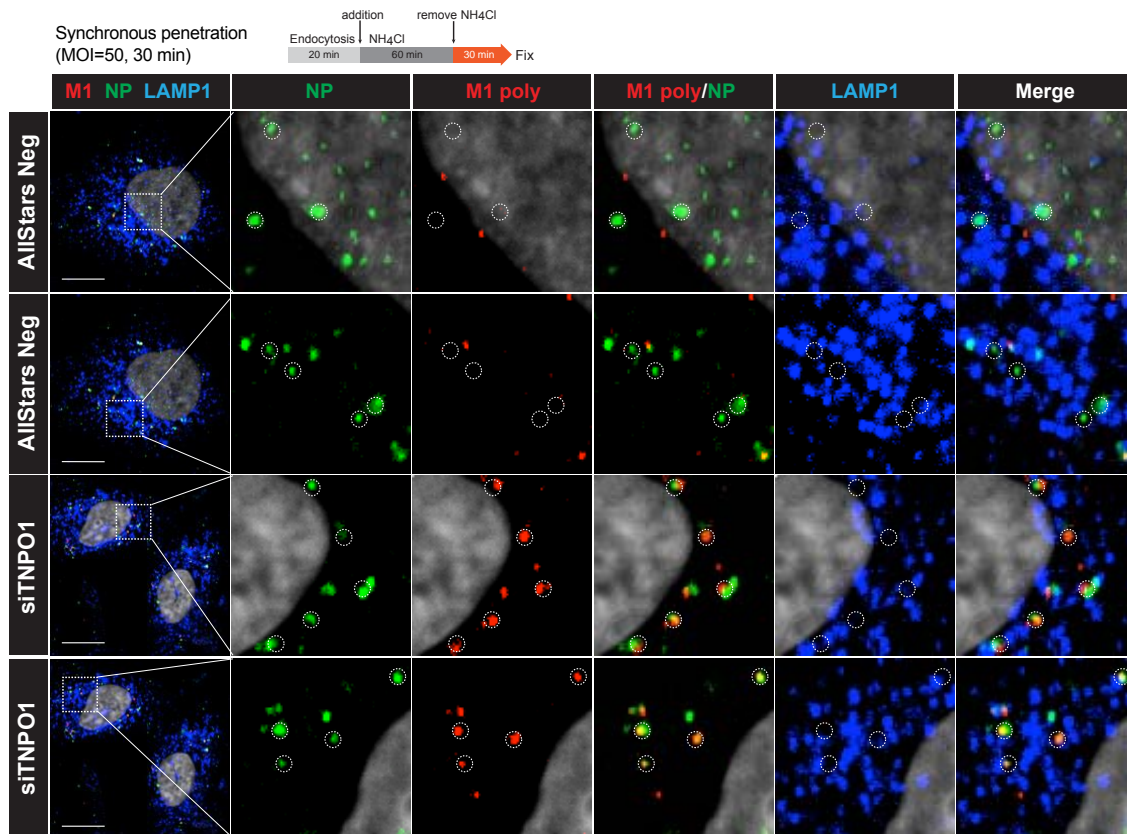 Synchronous penetration
(MOI=50, 30 min)
addition
remove NH4Cl
Endocytosis
NH4Cl
20 min
60 min
30 min
Fix
M1 NP LAMP1
NP
M1 poly
M1 poly/NP
LAMP1
Merge
AllStars Neg
AllStars Neg
siTNPO1
siTNPO1